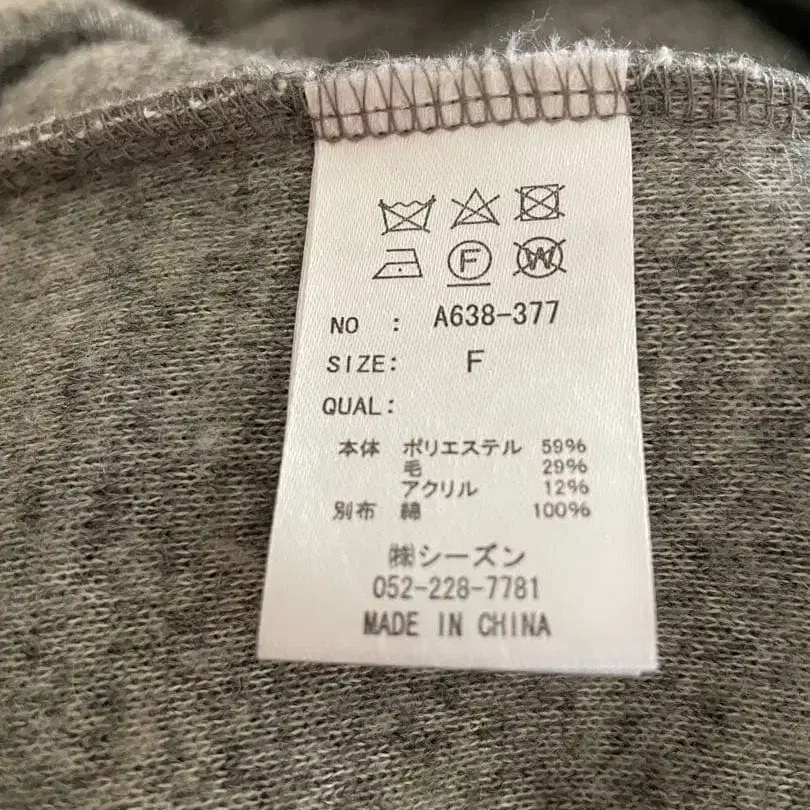 F W
NO : A638-377
SIZE: F
QUAL:
本体 ポリエステル 59%
毛 29%
アクリル 12%
別布 綿 100%
㈱シーズン
052-228-7781
MADE IN CHINA